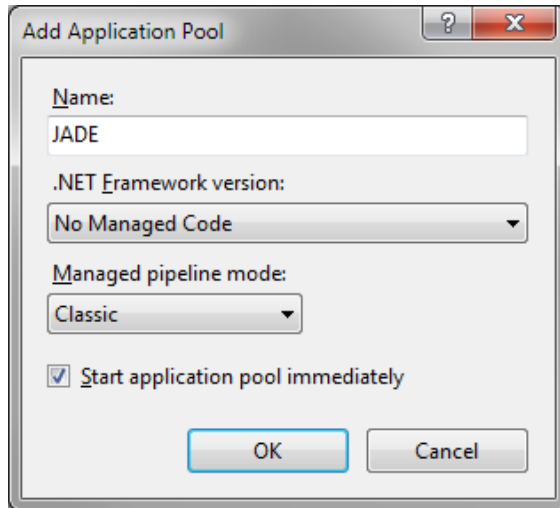 Add Application Pool
?
X
Name:
JADE
.NET Framework version:
No Managed Code
Managed pipeline mode:
Classic
Start application pool immediately
OK
Cancel